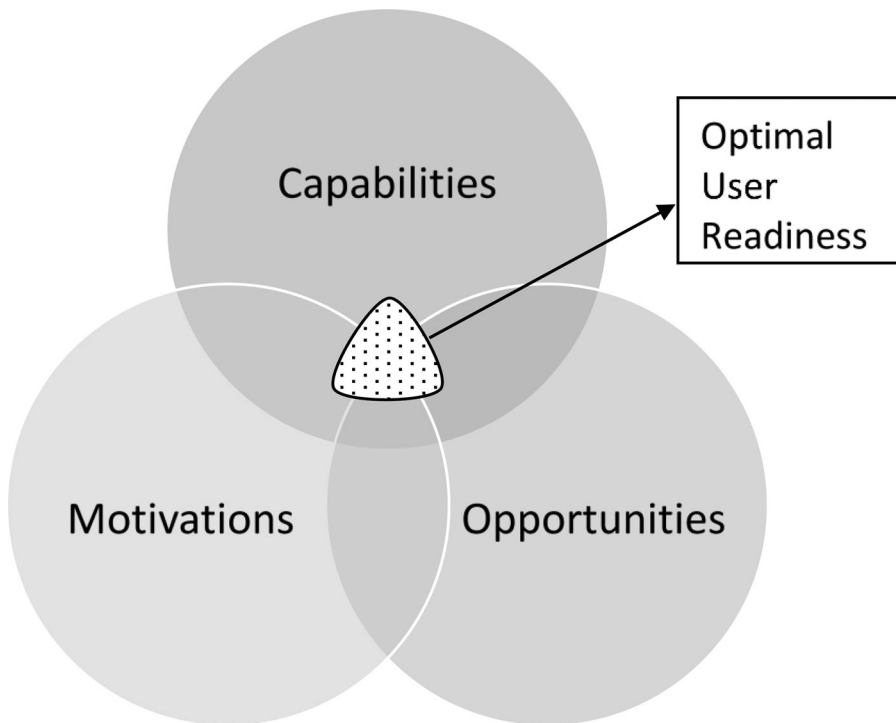 Capabilities
Optimal
User
Readiness
Motivations
Opportunities